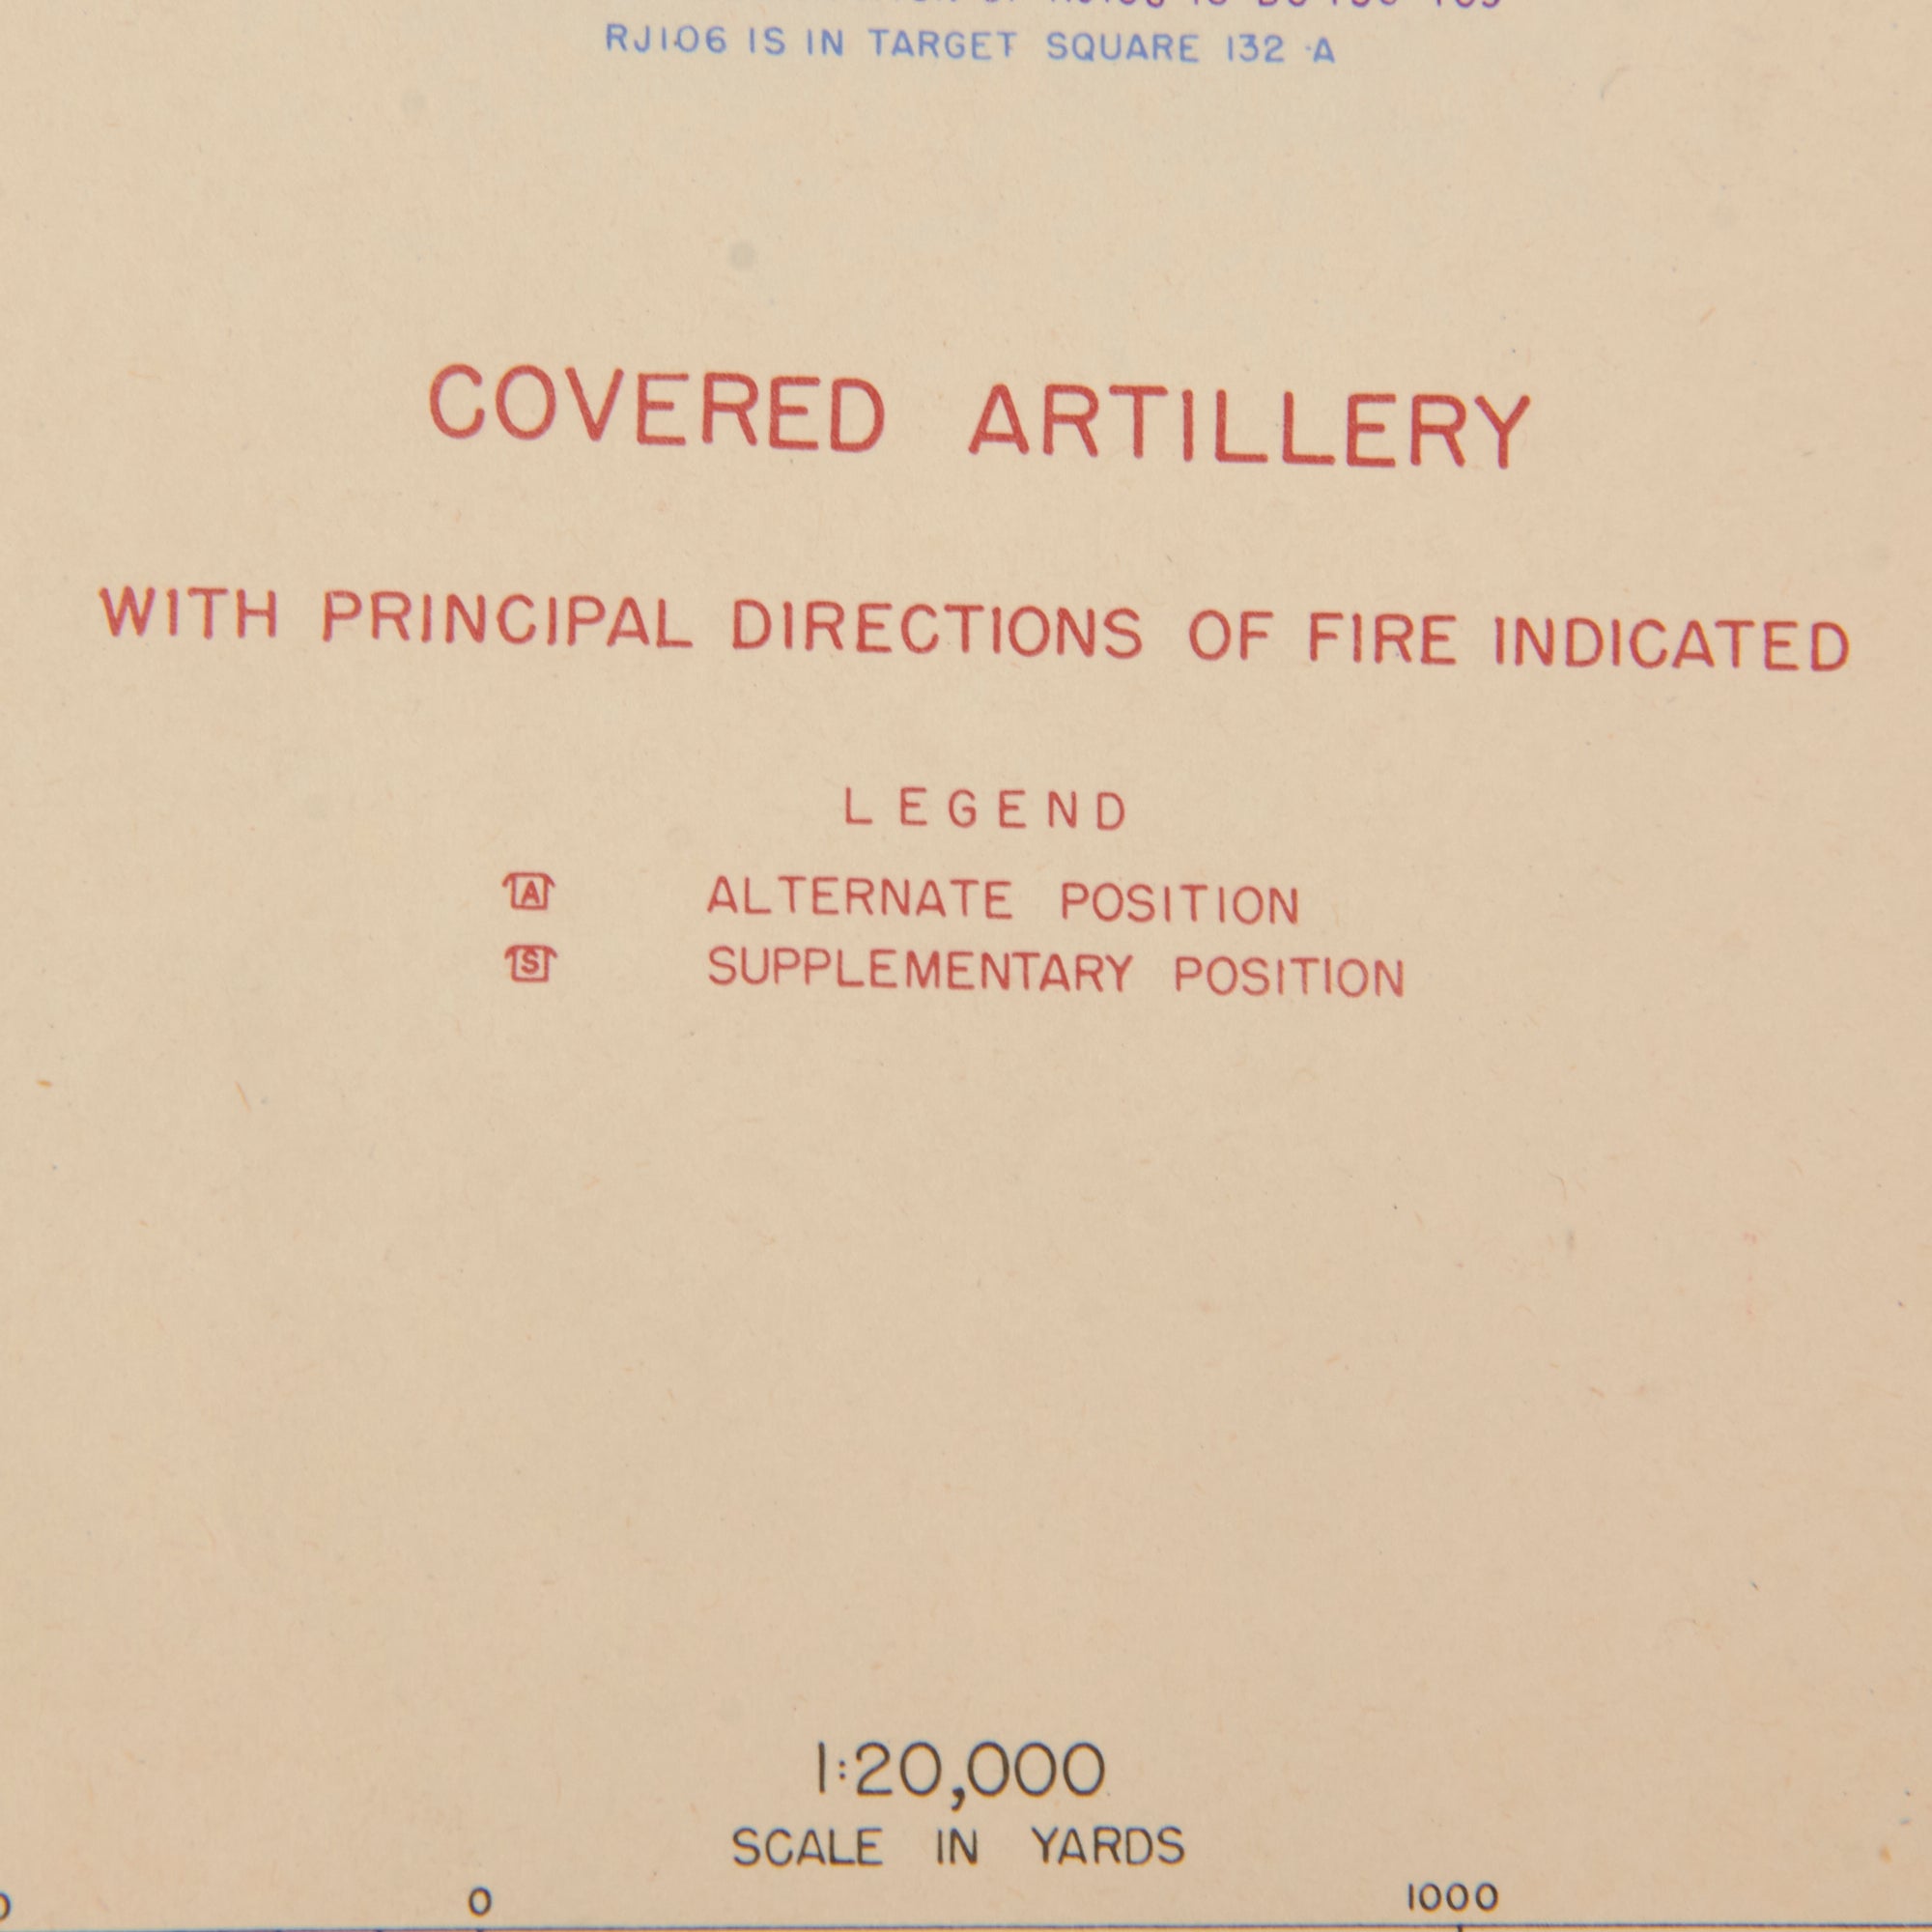 RJ106 IS IN TARGET SQUARE 132-A
COVERED ARTILLERY
WITH PRINCIPAL DIRECTIONS OF FIRE INDICATED
LEGEND
A ALTERNATE POSITION
S SUPPLEMENTARY POSITION
1:20,000
SCALE IN YARDS
0 1000